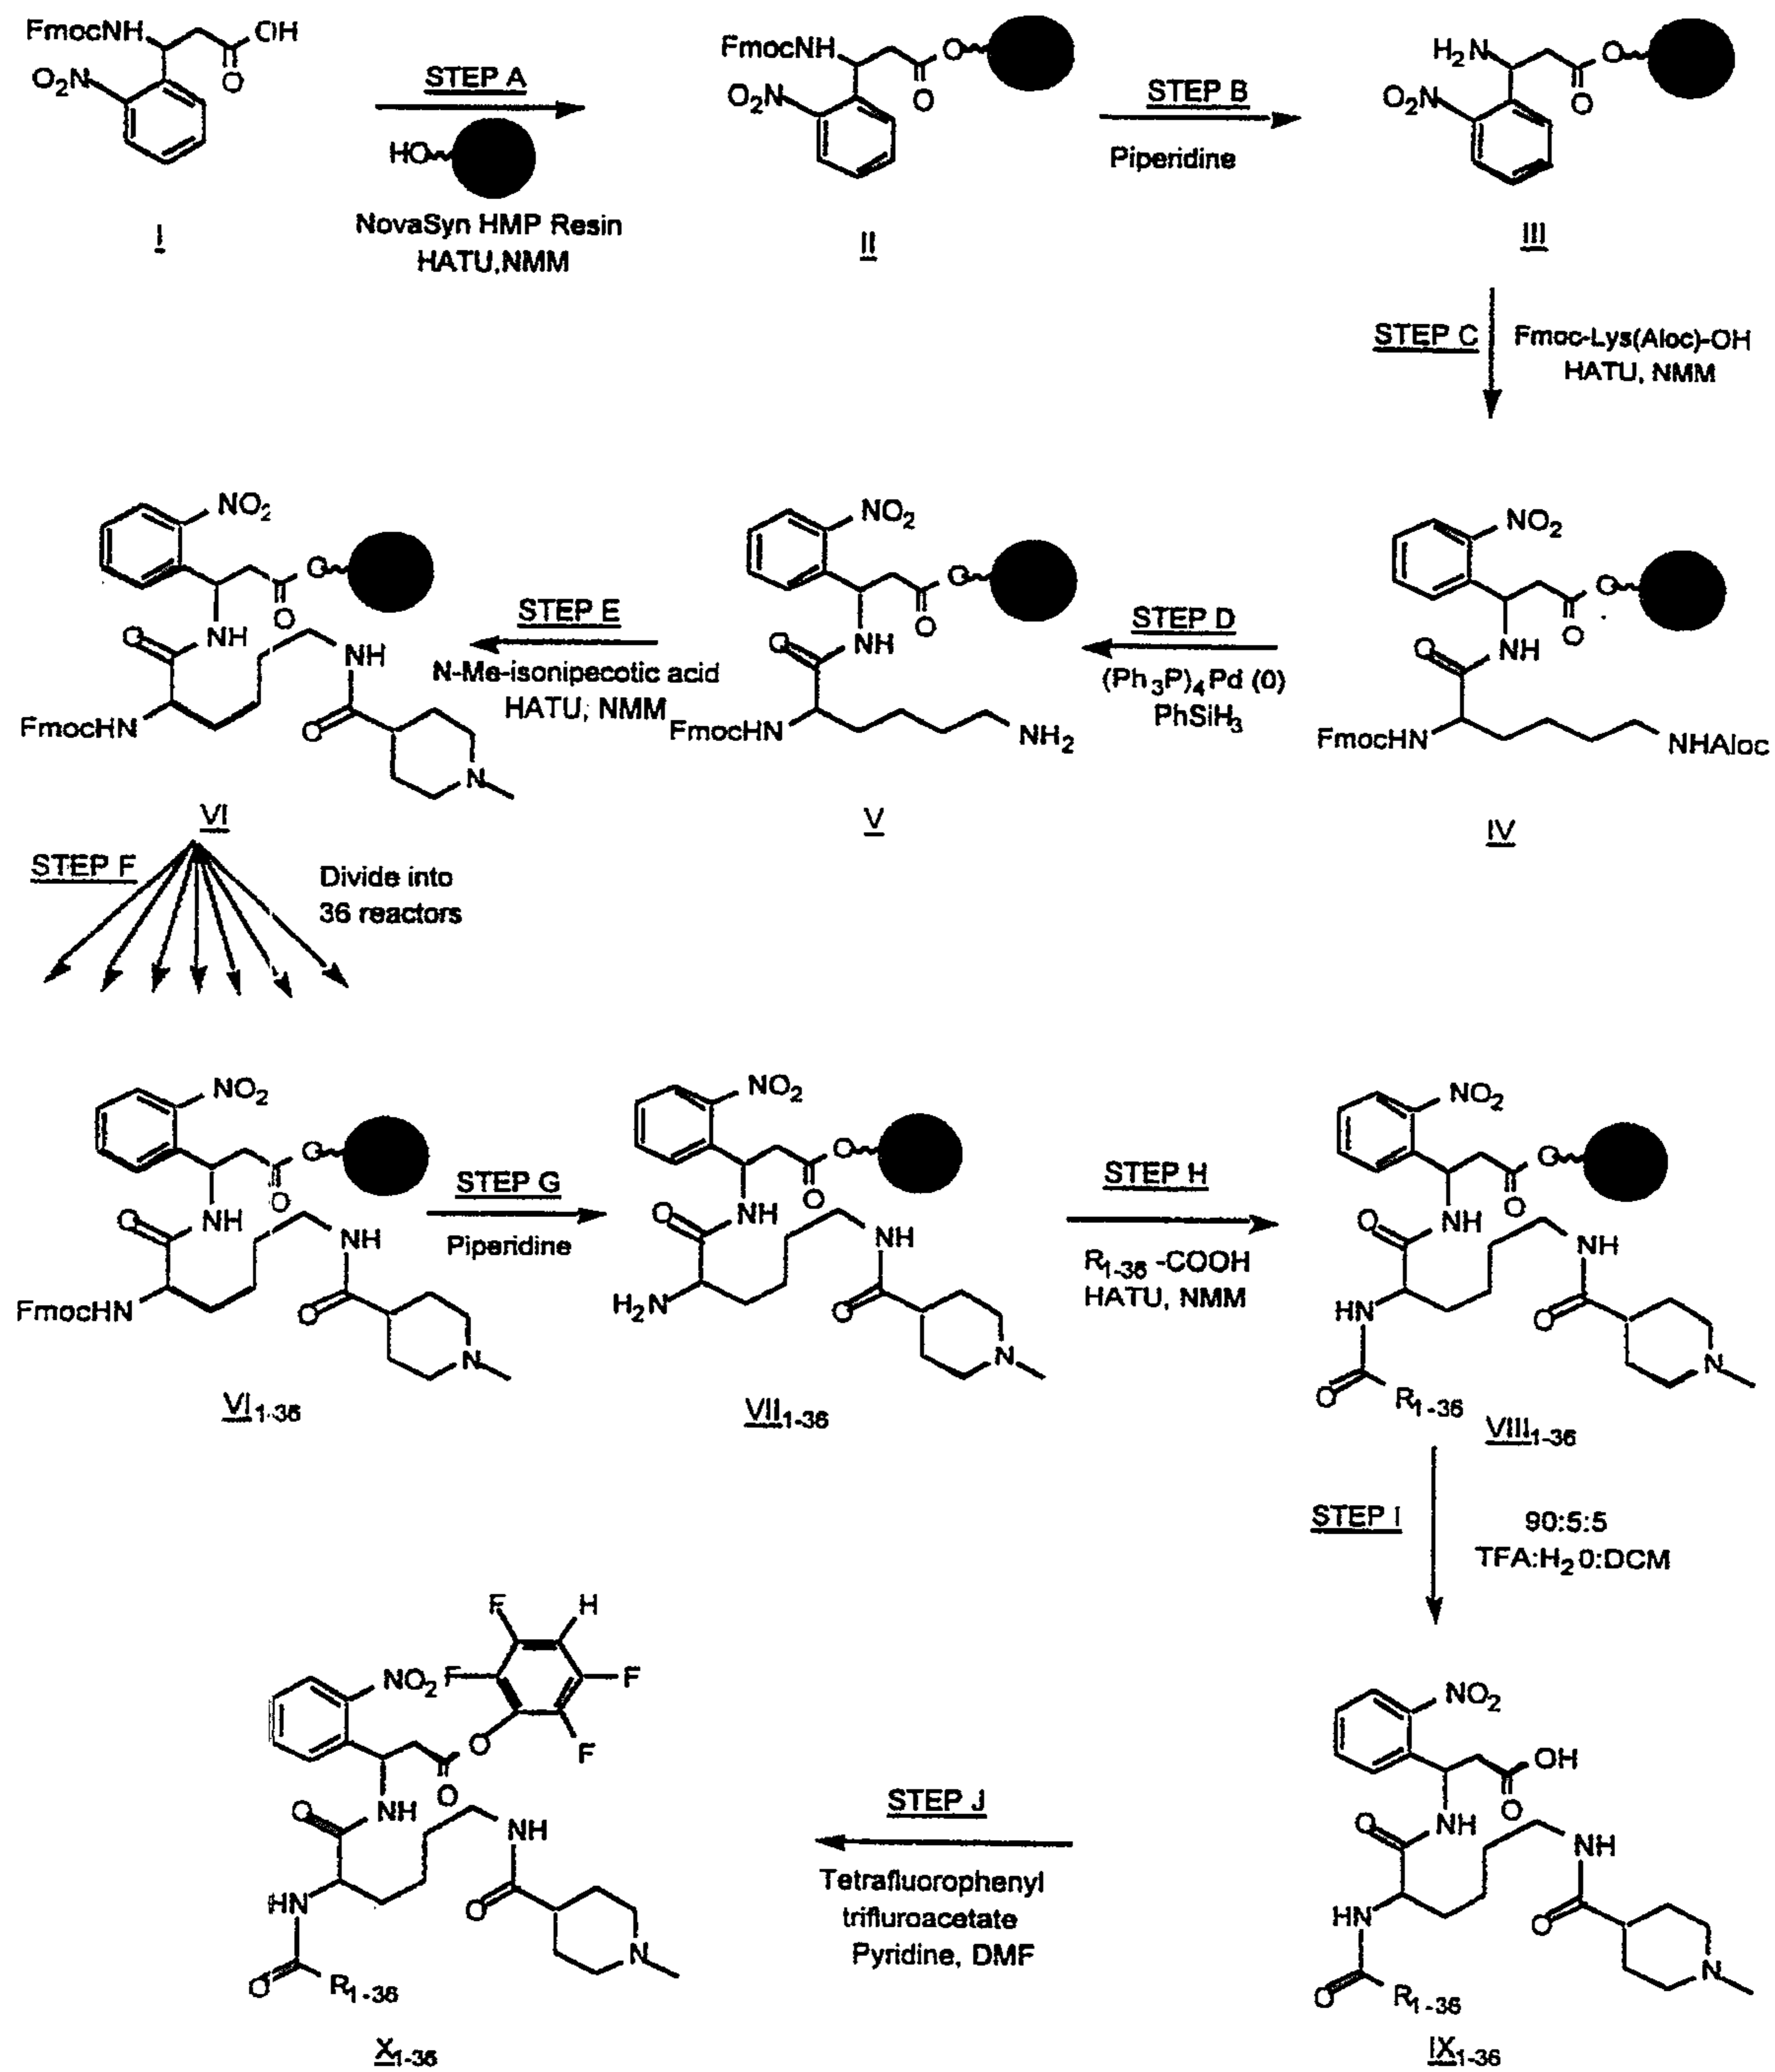 FmocNH
OH
O
O₂N
I
STEP A
HO
NovaSyn HMP Resin
HATU,NMM
FmocNH
O
O
O₂N
II
STEP B
Piperidine
H₂N
O
O
O₂N
III
STEP C
Fmoc-Lys(Aloc)-OH
HATU, NMM
NO₂
O
O
NH
O
NH
FmocHN
O
N
VI
STEP E
N-Me-isonipecotic acid
HATU, NMM
NO₂
O
O
NH
O
FmocHN
NH₂
V
STEP D
(Ph₃P)₄Pd (0)
PhSiH₃
NO₂
O
O
NH
O
FmocHN
NHAloc
IV
STEP F
Divide into
36 reactors
NO₂
O
O
NH
O
NH
FmocHN
O
N
VI₁₋₃₆
STEP G
Piperidine
NO₂
O
O
NH
O
NH
H₂N
O
N
VII₁₋₃₆
STEP H
R₁₋₃₆ -COOH
HATU, NMM
NO₂
O
O
NH
O
NH
HN
O
N
O
R₁₋₃₆
VIII₁₋₃₆
STEP I
90:5:5
TFA:H₂0:DCM
NO₂
OH
O
NH
O
NH
HN
O
N
O
R₁₋₃₆
IX₁₋₃₆
STEP J
Tetrafluorophenyl
trifluroacetate
Pyridine, DMF
F
H
NO₂
F
F
F
O
O
NH
O
NH
HN
O
N
O
R₁₋₃₆
X₁₋₃₆